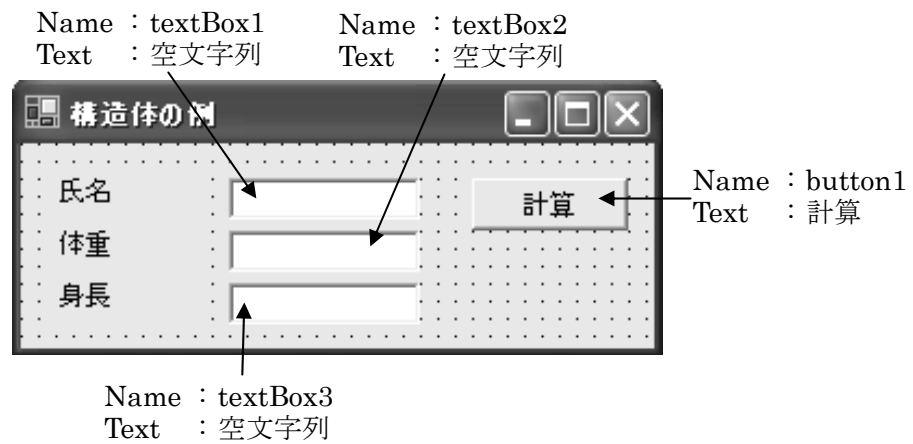 Name ：textBox1
Text ：空文字列
Name ：textBox2
Text ：空文字列
構造体の例
氏名
計算
Name ：button1
Text ：計算
体重
身長
Name ：textBox3
Text ：空文字列